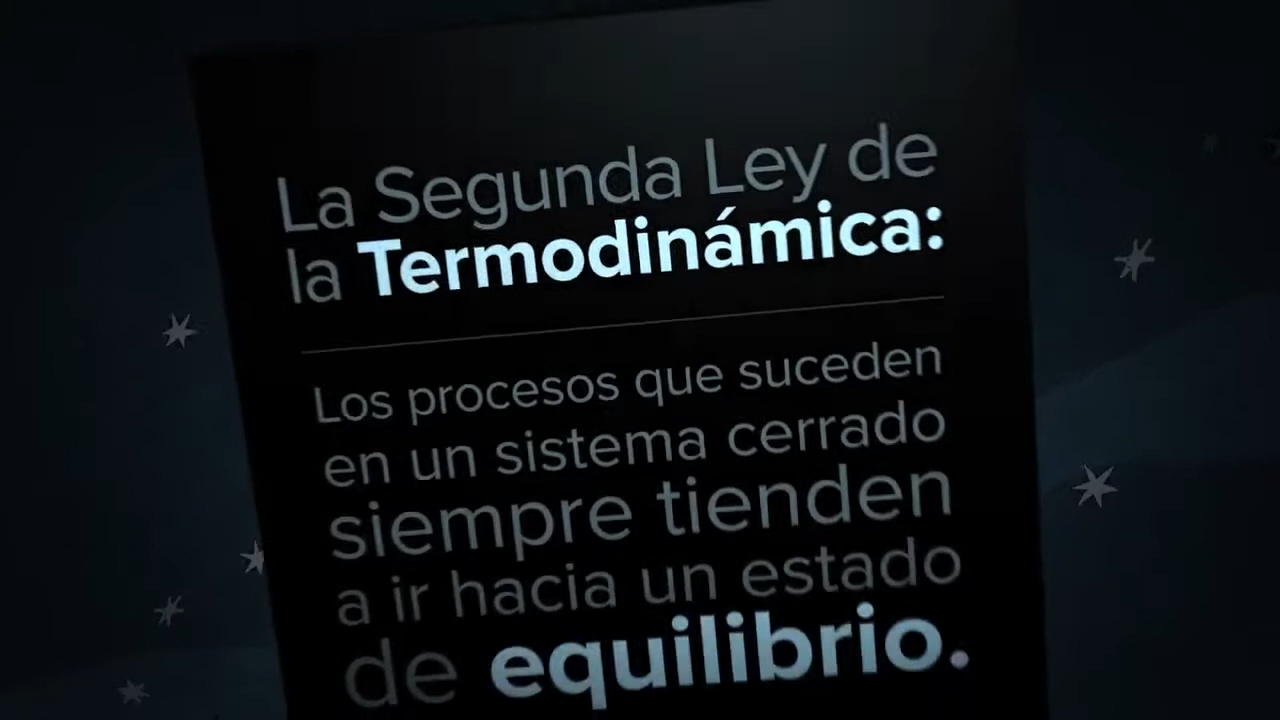 La Segunda Ley de
la Termodinámica:
Los procesos que suceden
en un sistema cerrado
siempre tienden
a ir hacia un estado
de equilibrio.